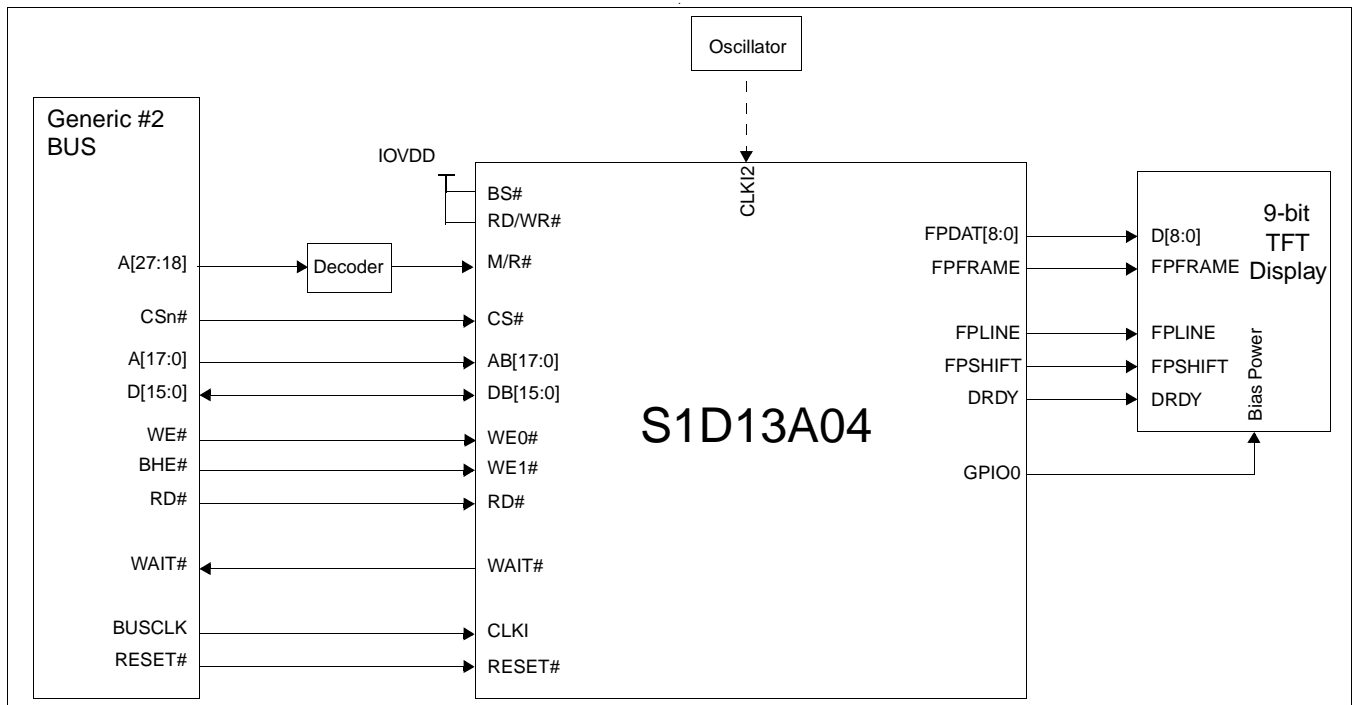 Oscillator
Generic #2
BUS
IOVDD
CLKI2
BS#
RD/WR#
A[27:18]
Decoder
M/R#
CSn#
CS#
A[17:0]
AB[17:0]
D[15:0]
DB[15:0]
WE#
WE0#
BHE#
WE1#
RD#
RD#
WAIT#
WAIT#
BUSCLK
CLKI
RESET#
RESET#
S1D13A04
FPDAT[8:0]
FPFRAME
FPLINE
FPSHIFT
DRDY
GPIO0
D[8:0]
FPFRAME
FPLINE
FPSHIFT
DRDY
9-bit
TFT
Display
Bias Power